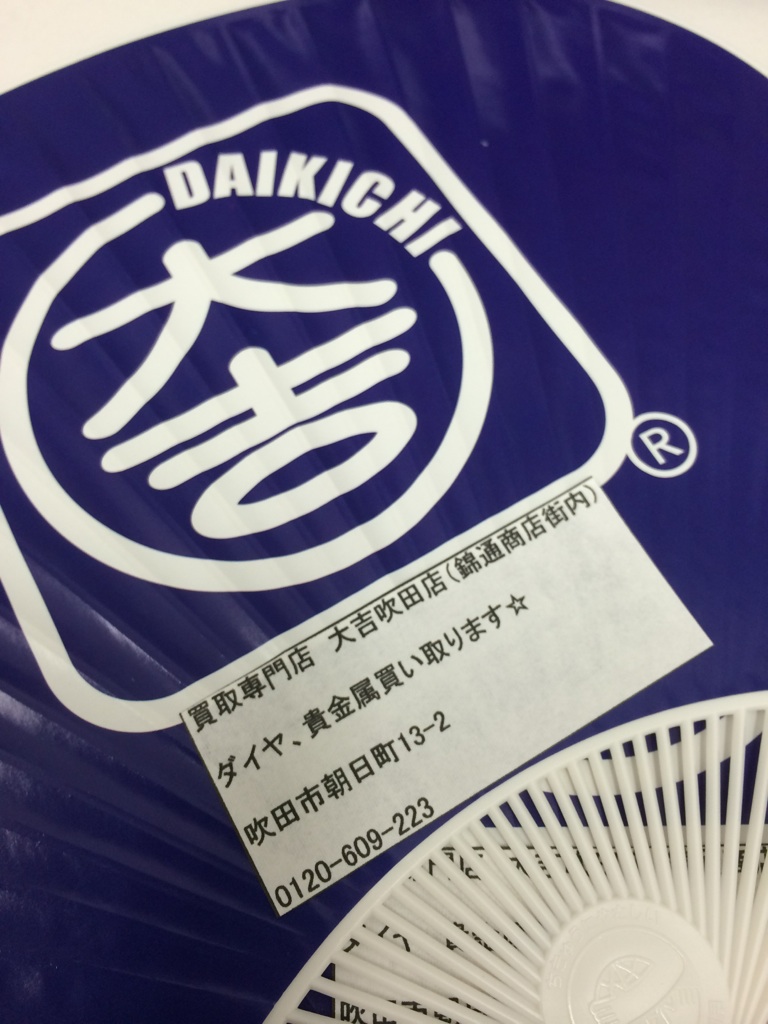 DAIKICHI
大吉
®
買取専門店 大吉吹田店(錦通商店街内)
ダイヤ、貴金属買い取ります☆
吹田市朝日町13-2
0120-609-223
吹田